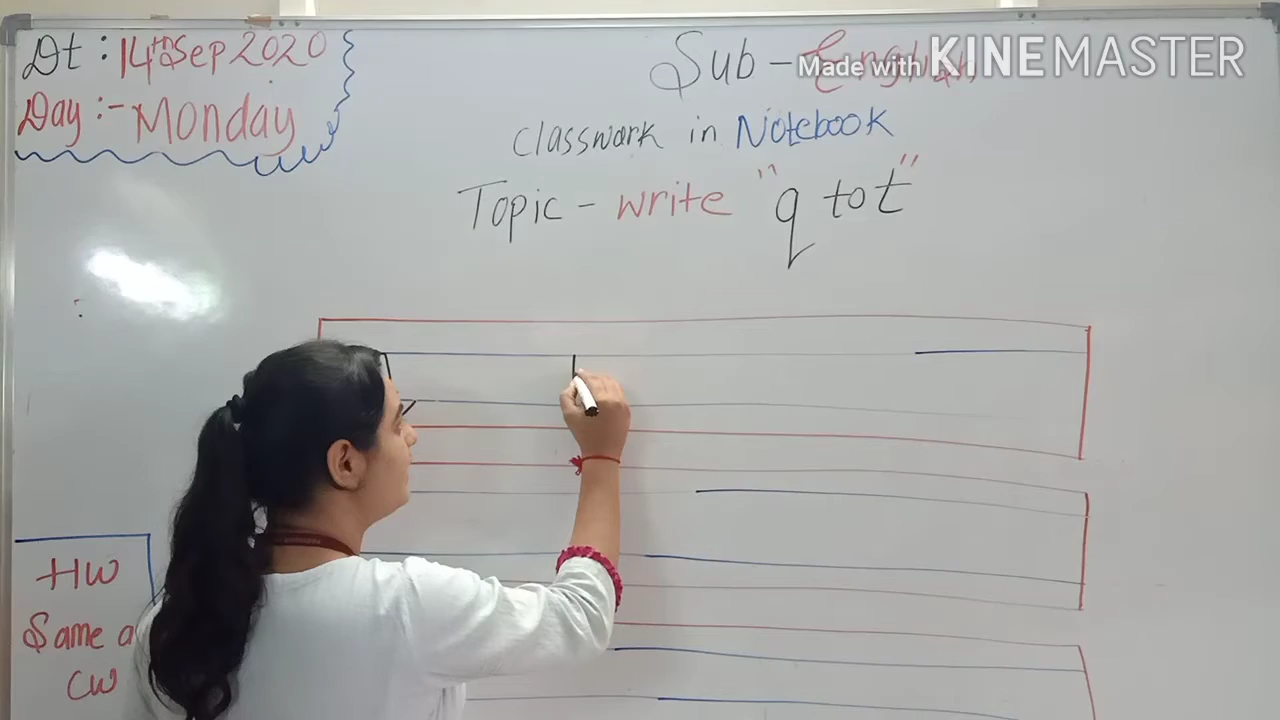 Dt : 14th Sep 2020
Day :- Monday
Sub - English
Made with KINEMASTER
Classwork in Notebook
Topic - write "q to t"
HW
Same a
CW